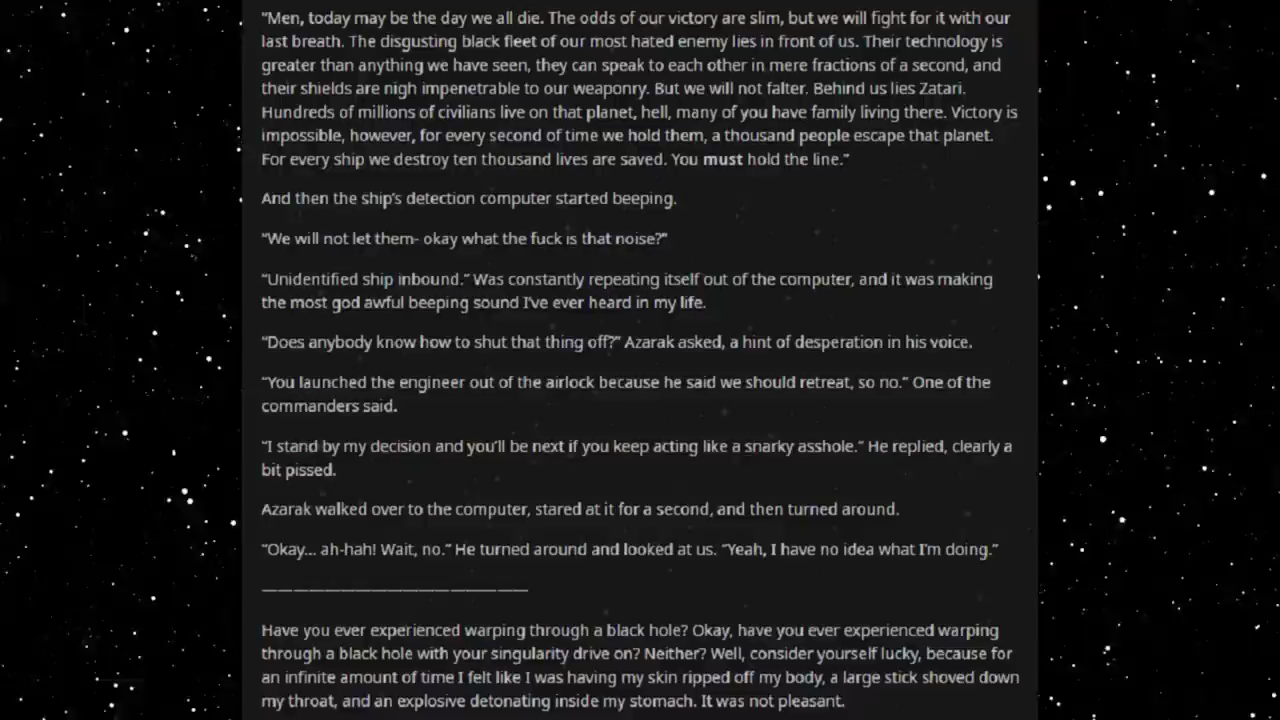 “Men, today may be the day we all die. The odds of our victory are slim, but we will fight for it with our
last breath. The disgusting black fleet of our most hated enemy lies in front of us. Their technology is
greater than anything we have seen, they can speak to each other in mere fractions of a second, and
their shields are nigh impenetrable to our weaponry. But we will not falter. Behind us lies Zatari.
Hundreds of millions of civilians live on that planet, hell, many of you have family living there. Victory is
impossible, however, for every second of time we hold them, a thousand people escape that planet.
For every ship we destroy ten thousand lives are saved. You must hold the line.”
And then the ship’s detection computer started beeping.
“We will not let them- okay what the fuck is that noise?”
“Unidentified ship inbound.” Was constantly repeating itself out of the computer, and it was making
the most god awful beeping sound I’ve ever heard in my life.
“Does anybody know how to shut that thing off?” Azarak asked, a hint of desperation in his voice.
“You launched the engineer out of the airlock because he said we should retreat, so no.” One of the
commanders said.
“I stand by my decision and you’ll be next if you keep acting like a snarky asshole.” He replied, clearly a
bit pissed.
Azarak walked over to the computer, stared at it for a second, and then turned around.
“Okay... ah-hah! Wait, no.” He turned around and looked at us. “Yeah, I have no idea what I’m doing.”
—————————————————
Have you ever experienced warping through a black hole? Okay, have you ever experienced warping
through a black hole with your singularity drive on? Neither? Well, consider yourself lucky, because for
an infinite amount of time I felt like I was having my skin ripped off my body, a large stick shoved down
my throat, and an explosive detonating inside my stomach. It was not pleasant.